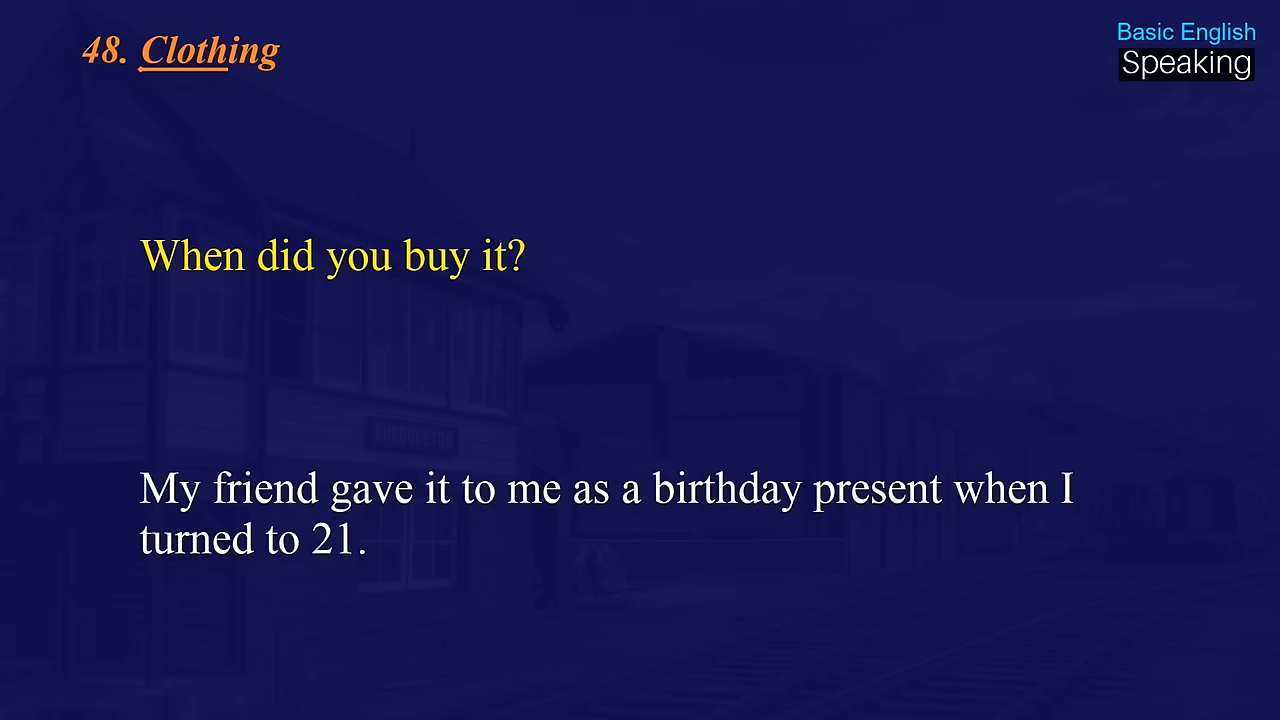 48. Clothing
Basic English
Speaking
When did you buy it?
My friend gave it to me as a birthday present when I
turned to 21.